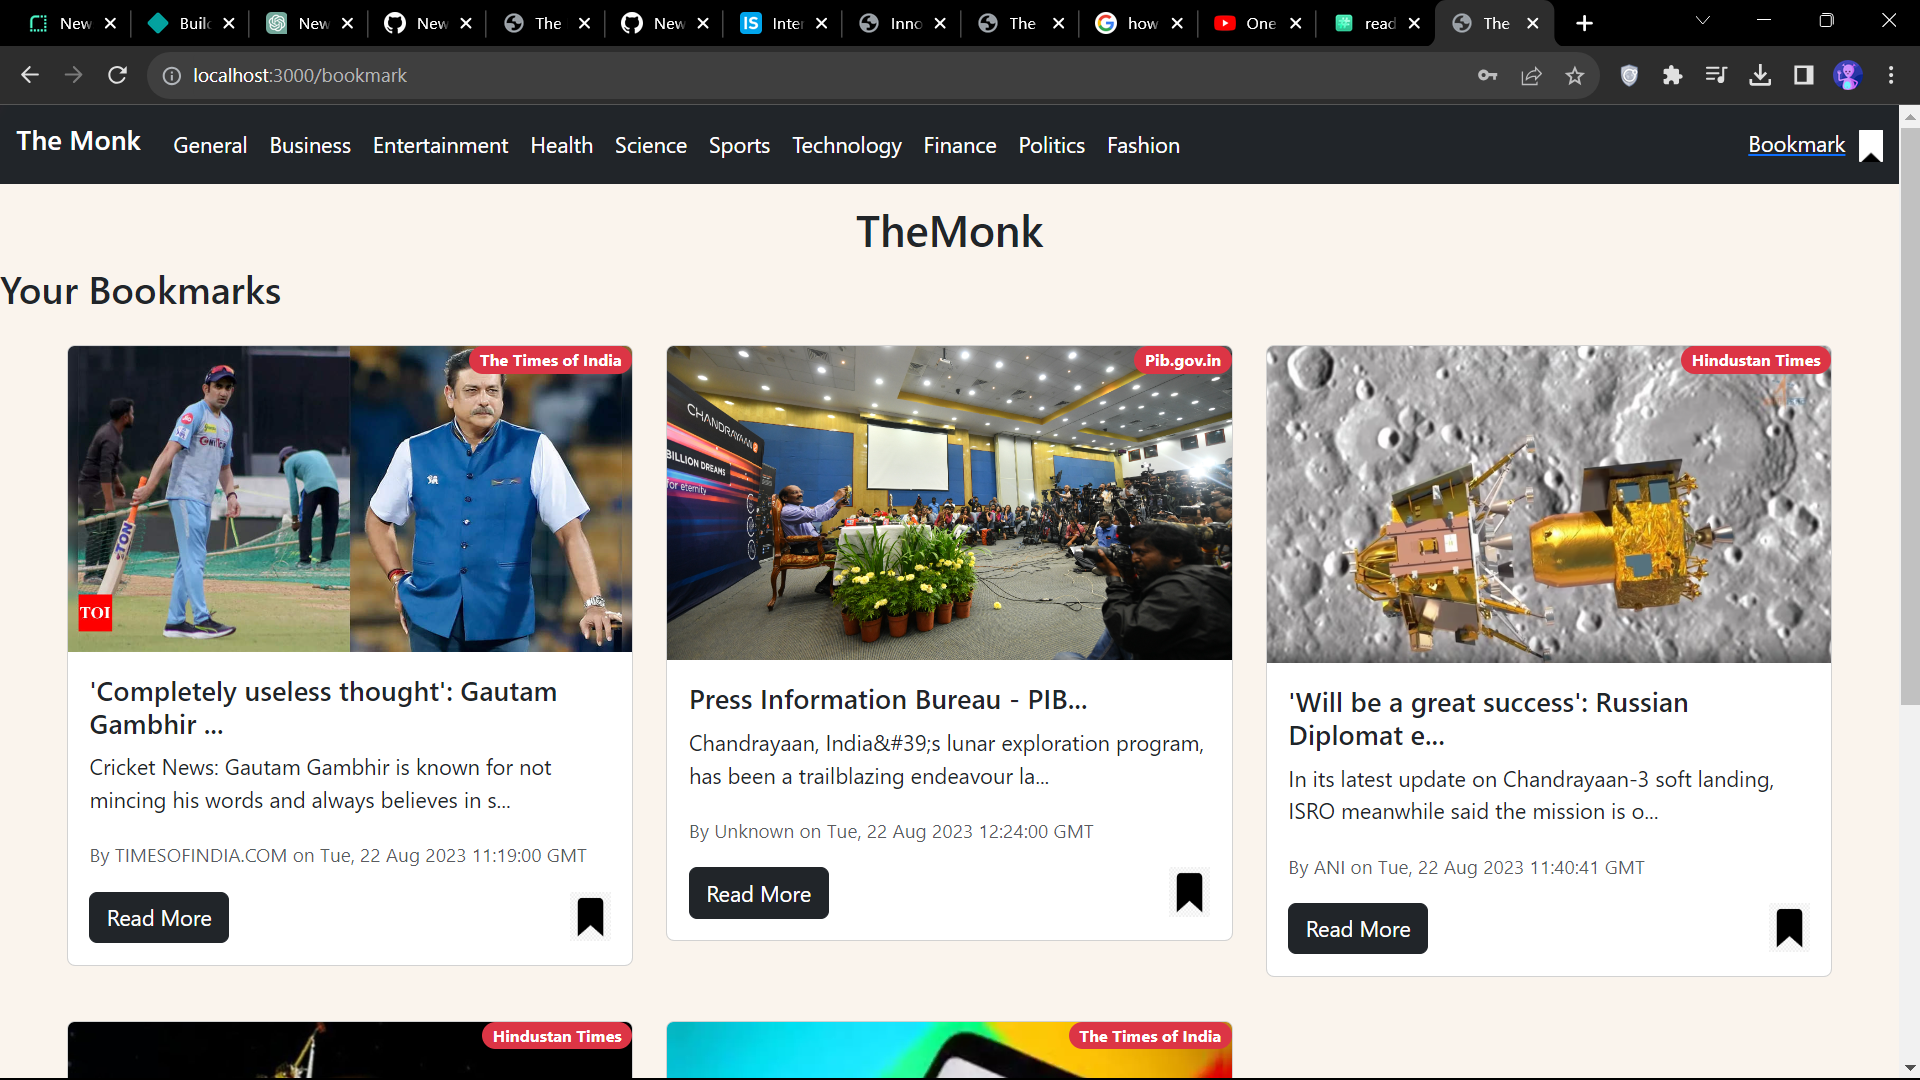 New
Buil
New
New
The
New
Inte
Inno
The
how
One
read
The
localhost:3000/bookmark
The Monk General Business Entertainment Health Science Sports Technology Finance Politics Fashion Bookmark
TheMonk
Your Bookmarks
The Times of India
TON
TOI
'Completely useless thought': Gautam
Gambhir ...
Cricket News: Gautam Gambhir is known for not
mincing his words and always believes in s...
By TIMESOFINDIA.COM on Tue, 22 Aug 2023 11:19:00 GMT
Read More
Pib.gov.in
CHANDRAYAAN
BILLION DREAMS
for eternity
Press Information Bureau - PIB...
Chandrayaan, India&#39;s lunar exploration program,
has been a trailblazing endeavour la...
By Unknown on Tue, 22 Aug 2023 12:24:00 GMT
Read More
Hindustan Times
'Will be a great success': Russian
Diplomat e...
In its latest update on Chandrayaan-3 soft landing,
ISRO meanwhile said the mission is o...
By ANI on Tue, 22 Aug 2023 11:40:41 GMT
Read More
Hindustan Times
The Times of India